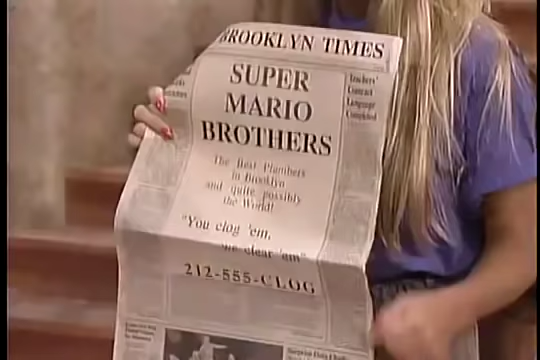 BROOKLYN TIMES
SUPER
MARIO
BROTHERS
The Best Plumbers
in Brooklyn
and quite possibly
the World!
"You clog 'em,
we clear 'em"
212-555-CLOG
Teachers'
Contract
Language
Completed